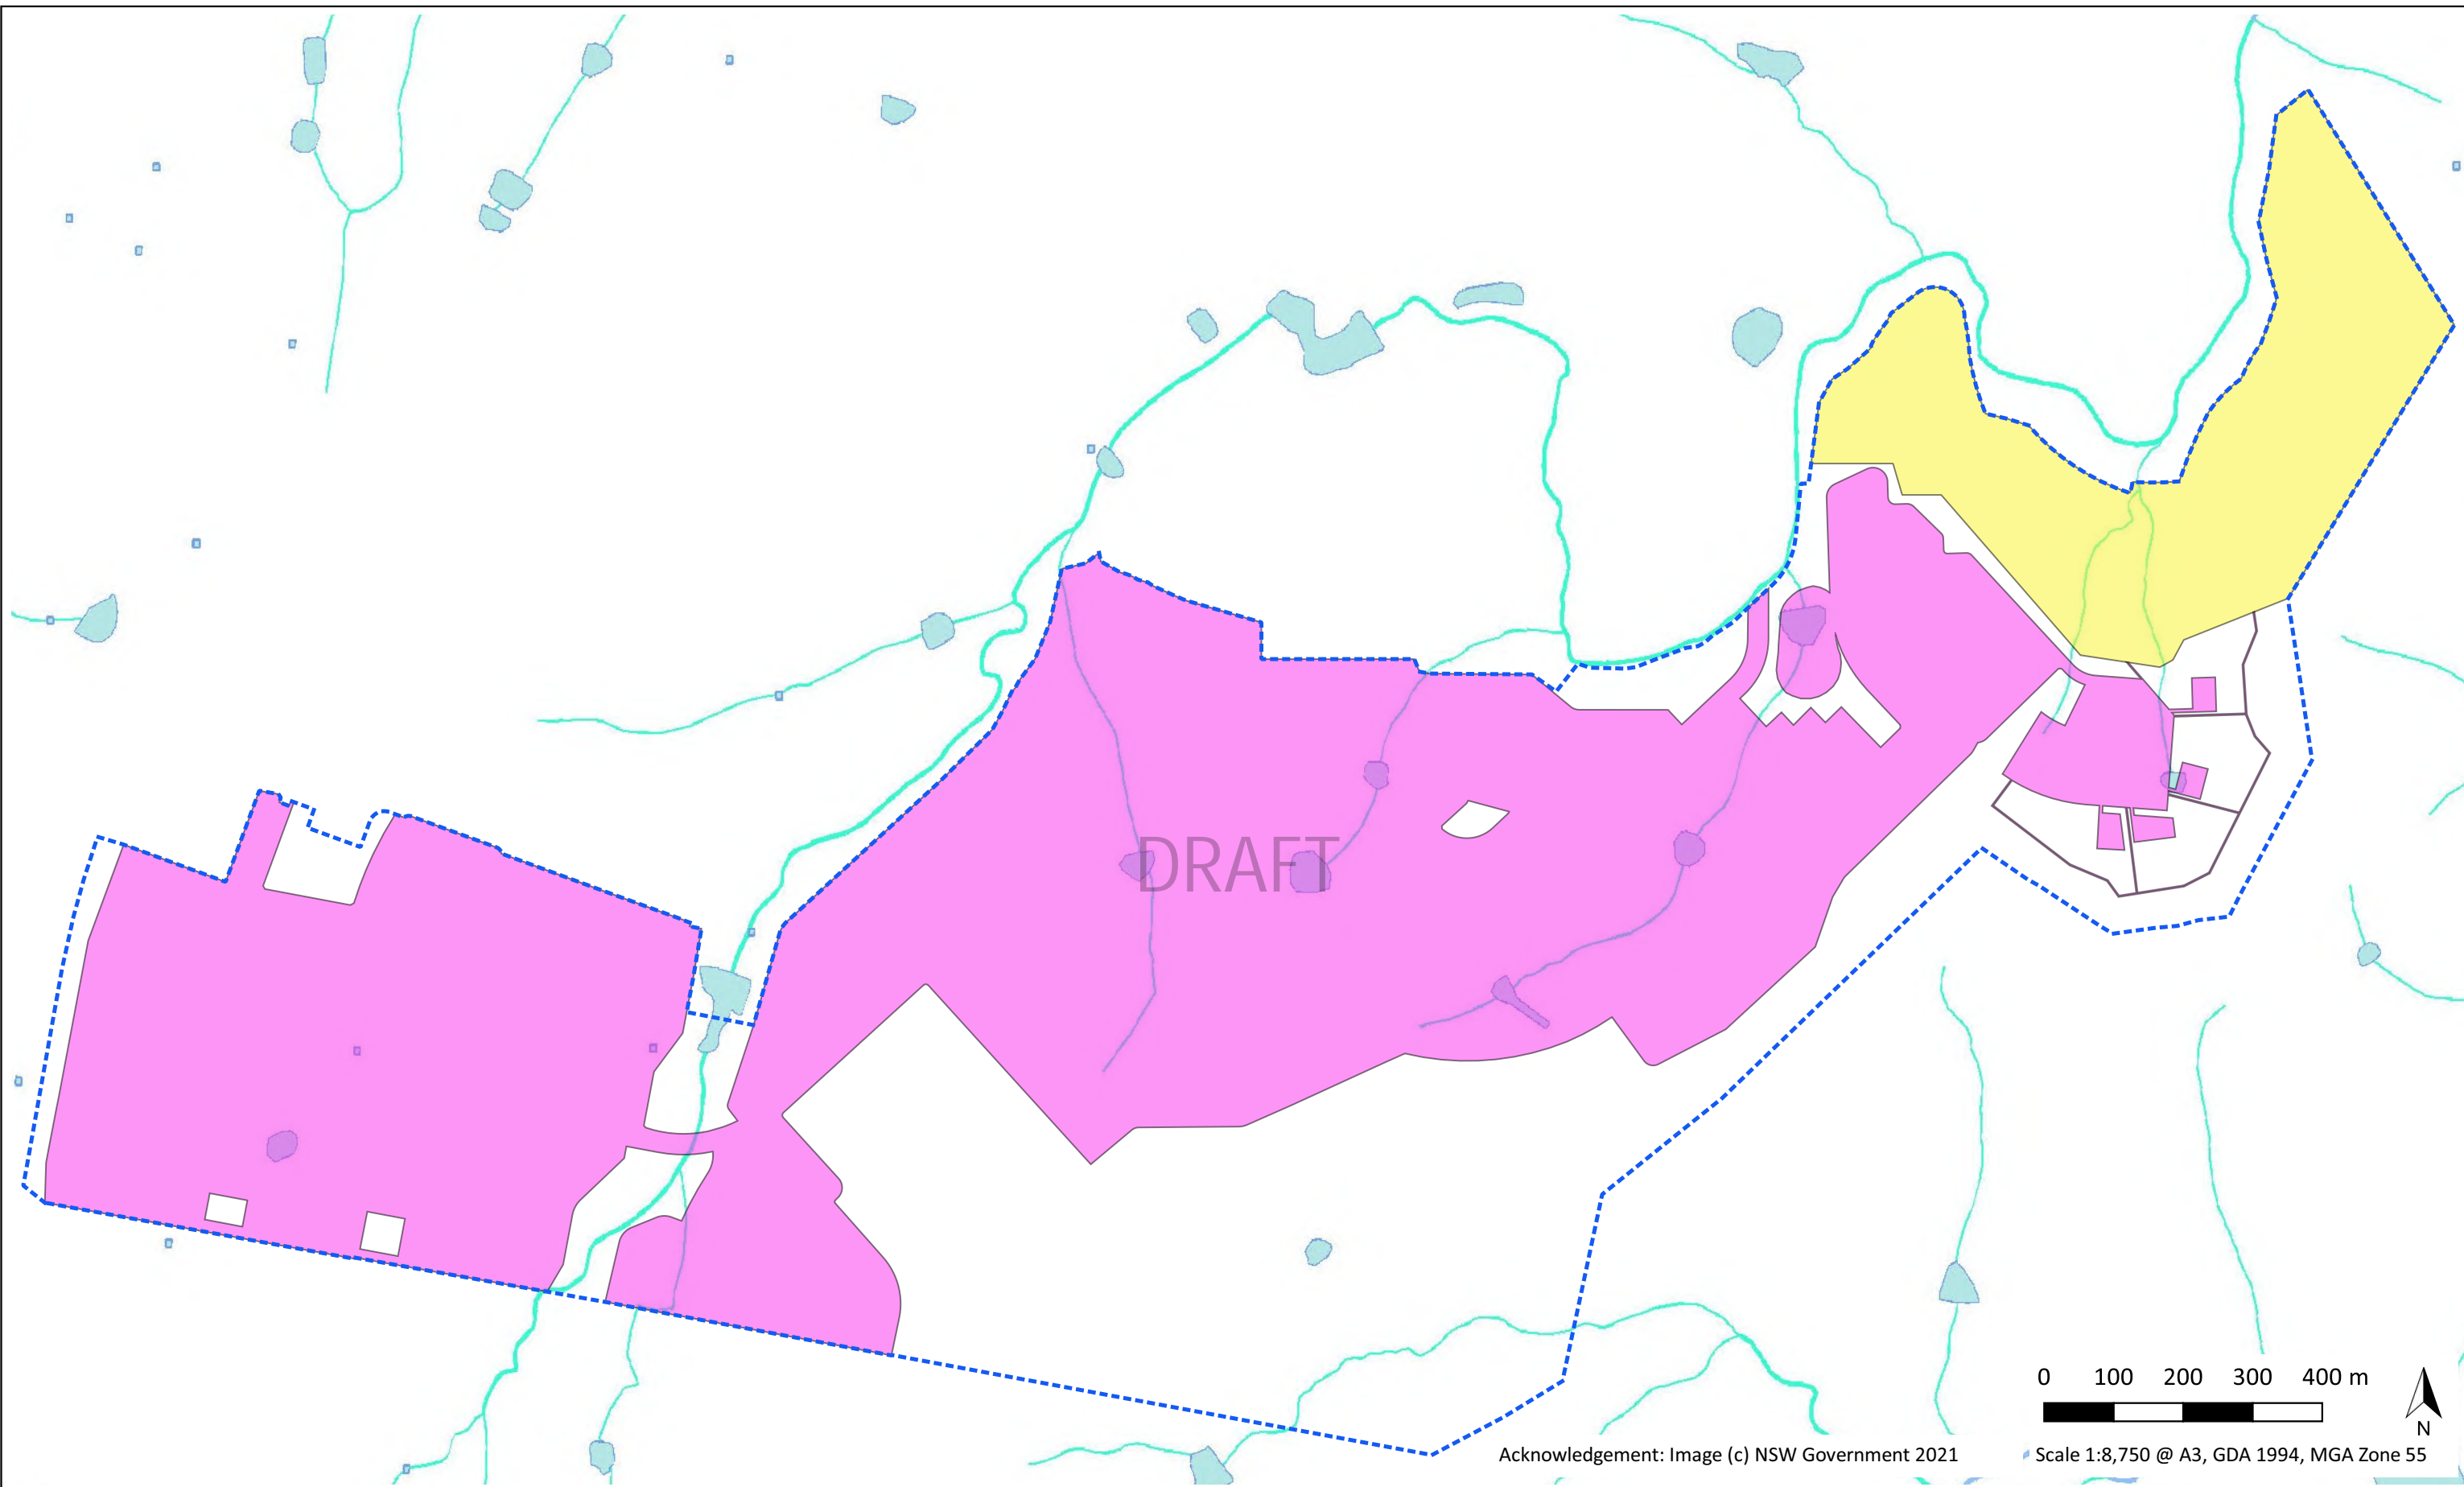 DRAFT
0 100 200 300 400 m
N
Acknowledgement: Image (c) NSW Government 2021
Scale 1:8,750 @ A3, GDA 1994, MGA Zone 55